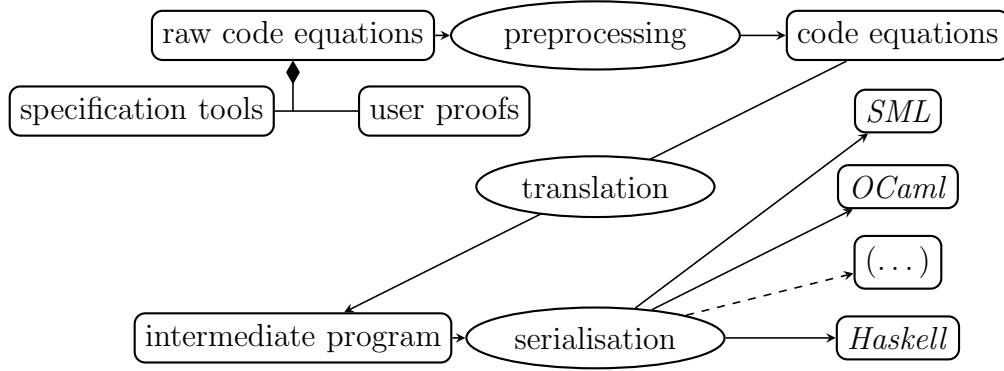 raw code equations
preprocessing
code equations
specification tools
user proofs
SML
translation
OCaml
(...)
intermediate program
serialisation
Haskell